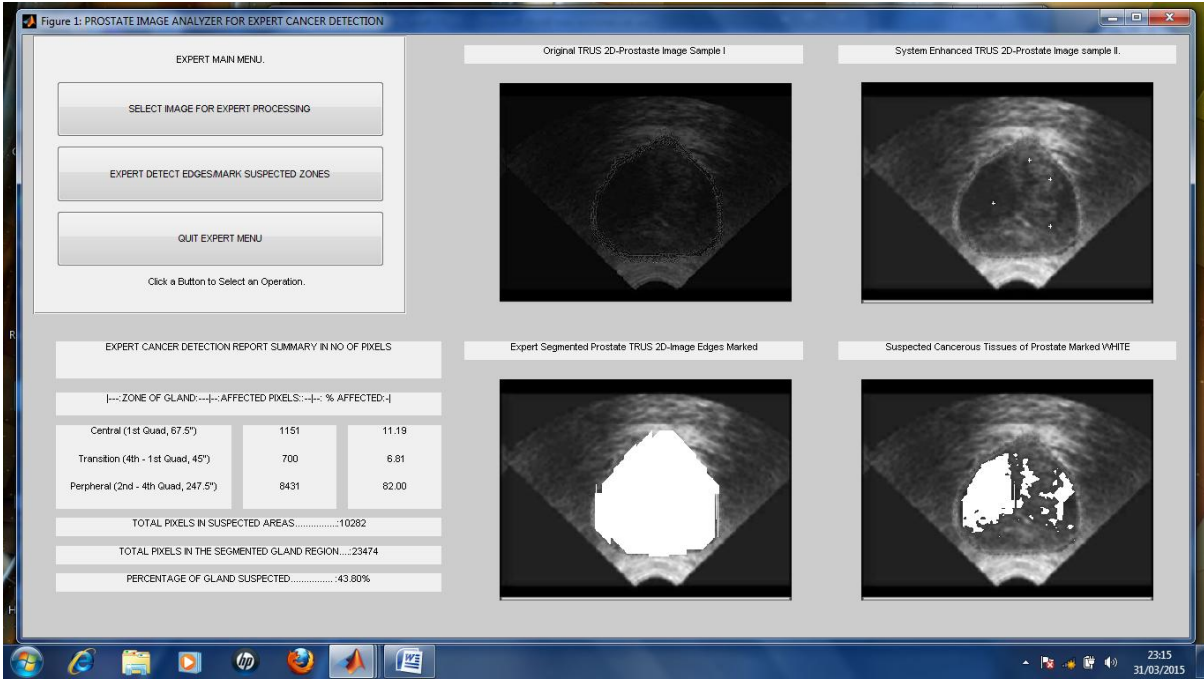 Figure 1: PROSTATE IMAGE ANALYZER FOR EXPERT CANCER DETECTION
EXPERT MAIN MENU.
SELECT IMAGE FOR EXPERT PROCESSING
EXPERT DETECT EDGES/MARK SUSPECTED ZONES
QUIT EXPERT MENU
Click a Button to Select an Operation.
Original TRUS 2D-Prostaste Image Sample I
System Enhanced TRUS 2D-Prostate Image sample II.
EXPERT CANCER DETECTION REPORT SUMMARY IN NO OF PIXELS
|---:ZONE OF GLAND:---|--:AFFECTED PIXELS::--|--: % AFFECTED:-|
Central (1st Quad, 67.5") 1151 11.19
Transition (4th - 1st Quad, 45") 700 6.81
Perpheral (2nd - 4th Quad, 247.5") 8431 82.00
TOTAL PIXELS IN SUSPECTED AREAS...............:10282
TOTAL PIXELS IN THE SEGMENTED GLAND REGION....:23474
PERCENTAGE OF GLAND SUSPECTED................ :43.80%
Expert Segmented Prostate TRUS 2D-Image Edges Marked
Suspected Cancerous Tissues of Prostate Marked WHITE
hp
23:15
31/03/2015